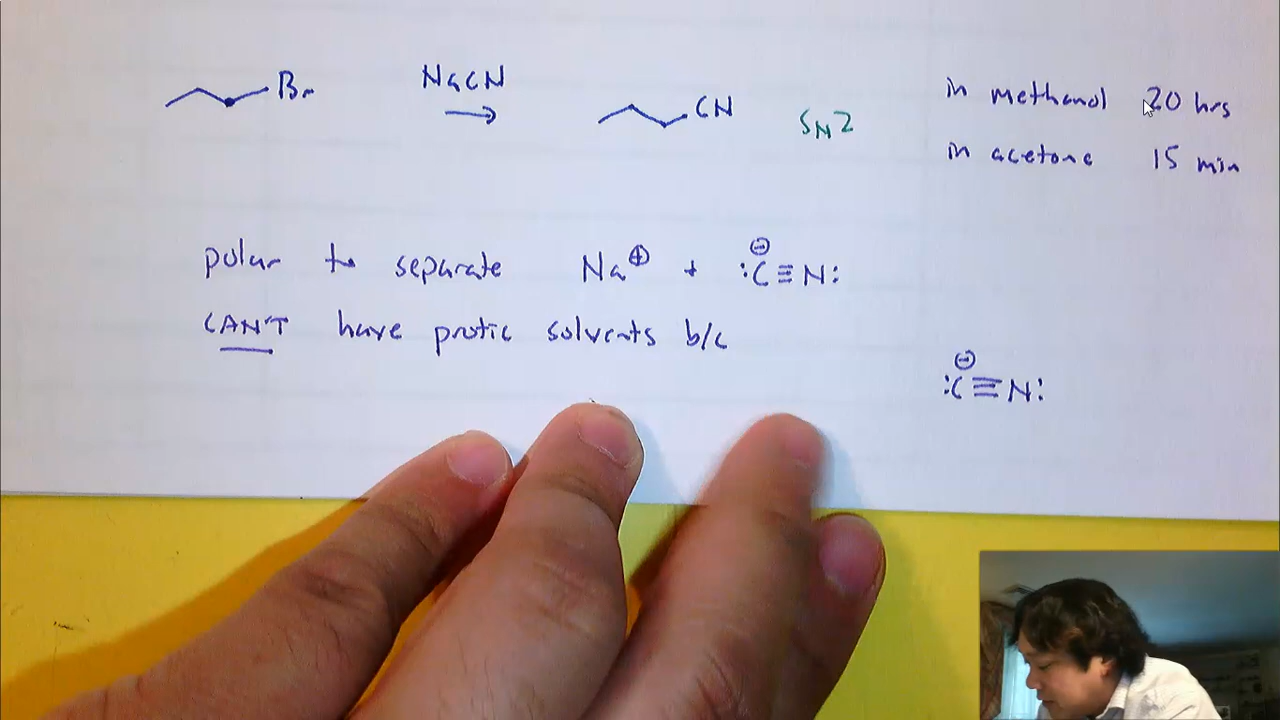 Br NaCN → CN SN2
in methanol 20 hrs
in acetone 15 min
polar to separate Na⊕ + :C≡N: ⊖
CAN'T have protic solvents b/c
⊖
:C≡N: